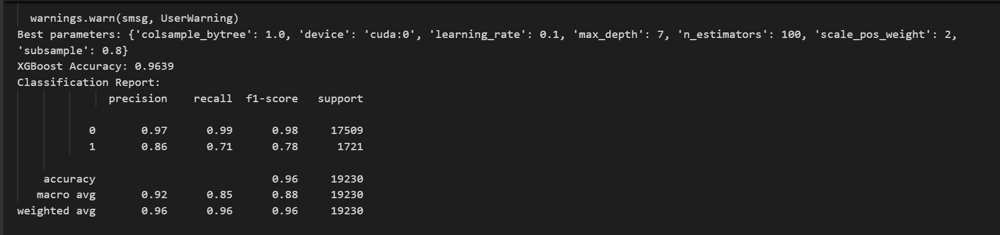 warnings.warn(smsg, UserWarning)
Best parameters: {'colsample_bytree': 1.0, 'device': 'cuda:0', 'learning_rate': 0.1, 'max_depth': 7, 'n_estimators': 100, 'scale_pos_weight': 2,
'subsample': 0.8}
XGBoost Accuracy: 0.9639
Classification Report:
precision recall f1-score support
0 0.97 0.99 0.98 17509
1 0.86 0.71 0.78 1721
accuracy 0.96 19230
macro avg 0.92 0.85 0.88 19230
weighted avg 0.96 0.96 0.96 19230